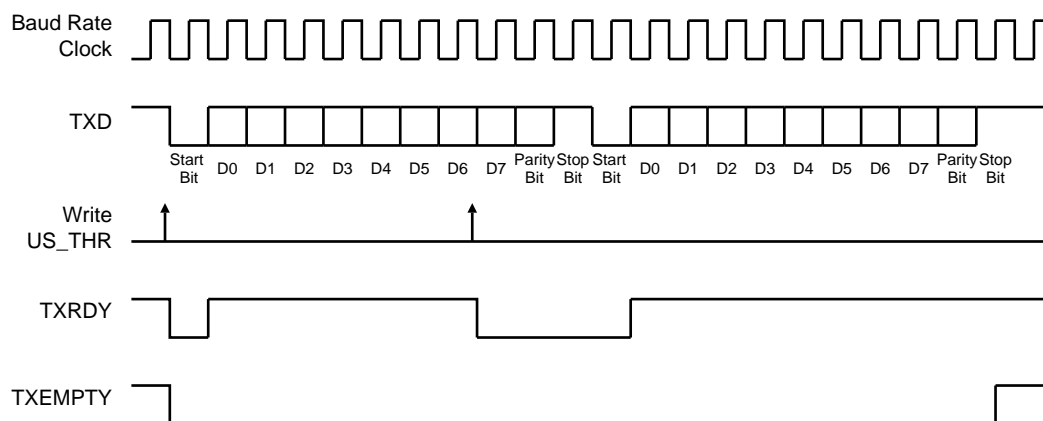 Baud Rate
Clock
TXD
Start
Bit
D0 D1 D2 D3 D4 D5 D6 D7
Parity
Bit
Stop
Bit
Start
Bit
D0 D1 D2 D3 D4 D5 D6 D7
Parity
Bit
Stop
Bit
Write
US_THR
TXRDY
TXEMPTY